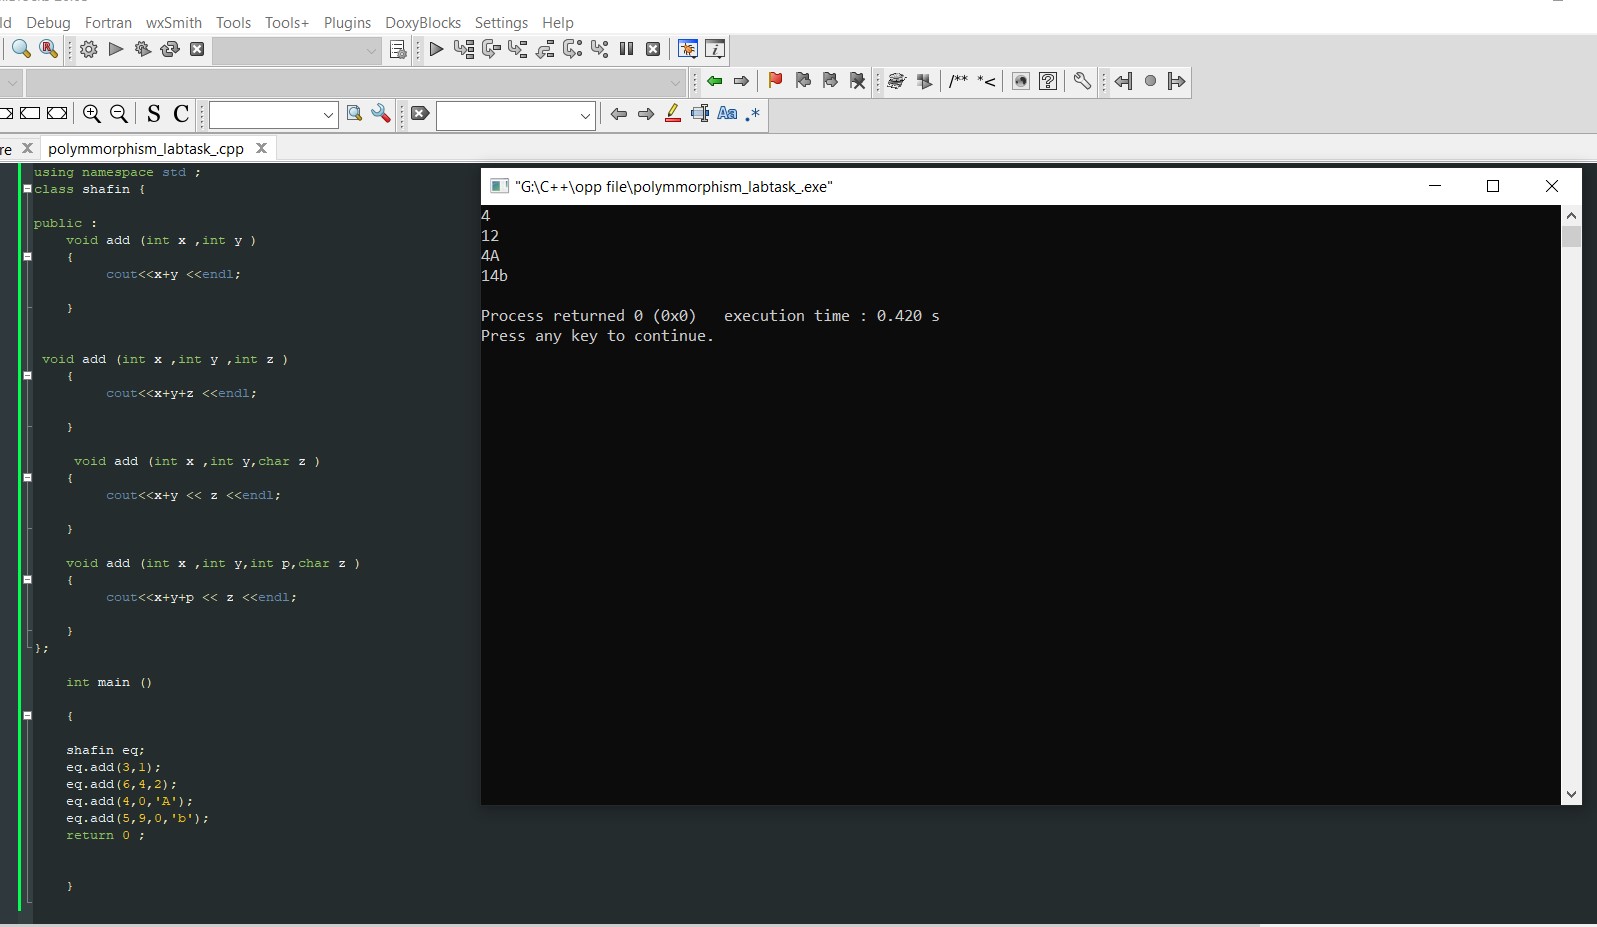 ld Debug Fortran wxSmith Tools Tools+ Plugins DoxyBlocks Settings Help
/** *<
S C
Aa .*
re polymmorphism_labtask_.cpp
using namespace std ;
class shafin {
public :
void add (int x ,int y )
{
cout<<x+y <<endl;
}
void add (int x ,int y ,int z )
{
cout<<x+y+z <<endl;
}
void add (int x ,int y,char z )
{
cout<<x+y << z <<endl;
}
void add (int x ,int y,int p,char z )
{
cout<<x+y+p << z <<endl;
}
};
int main ()
{
shafin eq;
eq.add(3,1);
eq.add(6,4,2);
eq.add(4,0,'A');
eq.add(5,9,0,'b');
return 0 ;
}
"G:\C++\opp file\polymmorphism_labtask_.exe"
4
12
4A
14b
Process returned 0 (0x0) execution time : 0.420 s
Press any key to continue.